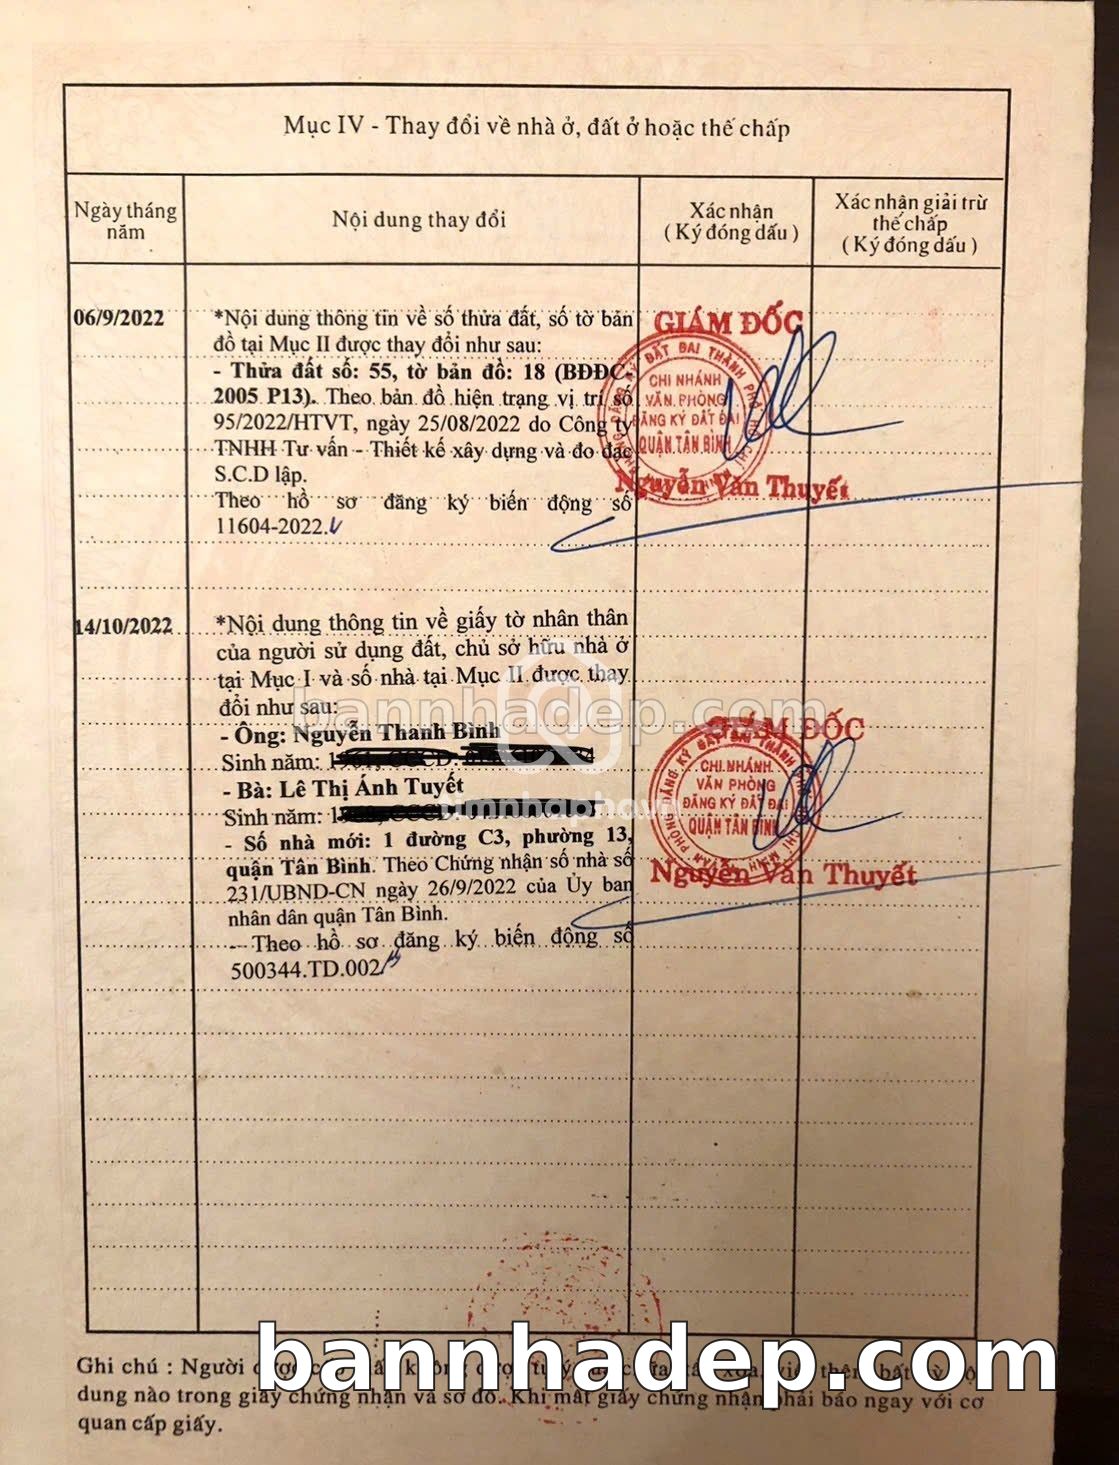 Mục IV - Thay đổi về nhà ở, đất ở hoặc thế chấp
Ngày tháng năm
Nội dung thay đổi
Xác nhận
( Ký đóng dấu )
Xác nhận giải trừ
thế chấp
( Ký đóng dấu )
06/9/2022
*Nội dung thông tin về số thửa đất, số tờ bản
đồ tại Mục II được thay đổi như sau:
- Thửa đất số: 55, tờ bản đồ: 18 (BĐĐC-
2005 P13). Theo bản đồ hiện trạng vị trí số
95/2022/HTVT, ngày 25/08/2022 do Công ty
TNHH Tư vấn - Thiết kế xây dựng và đo đạc
S.C.D lập.
Theo hồ sơ đăng ký biến động số
11604-2022.
GIÁM ĐỐC
CHI NHÁNH
VĂN PHÒNG
ĐĂNG KÝ ĐẤT ĐAI
QUẬN TÂN BÌNH
Nguyễn Văn Thuyết
14/10/2022
*Nội dung thông tin về giấy tờ nhân thân
của người sử dụng đất, chủ sở hữu nhà ở
tại Mục I và số nhà tại Mục II được thay
đổi như sau:
- Ông: Nguyễn Thanh Bình
Sinh năm:
- Bà: Lê Thị Ánh Tuyết
Sinh năm:
- Số nhà mới: 1 đường C3, phường 13,
quận Tân Bình. Theo Chứng nhận số nhà số
231/UBND-CN ngày 26/9/2022 của Ủy ban
nhân dân quận Tân Bình.
- Theo hồ sơ đăng ký biến động số
500344.TD.002
GIÁM ĐỐC
CHI NHÁNH
VĂN PHÒNG
ĐĂNG KÝ ĐẤT ĐAI
QUẬN TÂN BÌNH
Nguyễn Văn Thuyết
bannhadep.com
timnhapho.vn
bannhadep.com
Ghi chú : Người được
dung nào trong giấy chứng nhận và sơ đồ. Khi mất giấy chứng nhận phải báo ngay với cơ
quan cấp giấy.